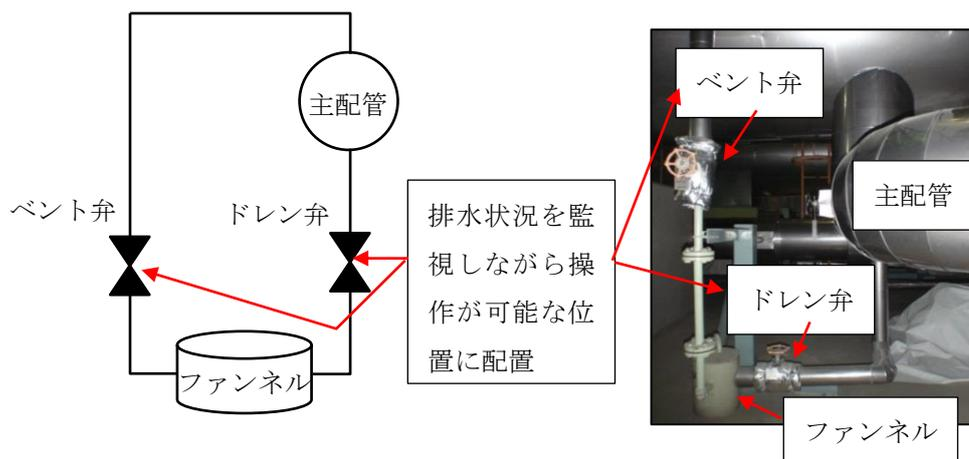 主配管
ベント弁
ドレン弁
ファンネル
排水状況を監
視しながら操
作が可能な位
置に配置
ベント弁
主配管
ドレン弁
ファンネル